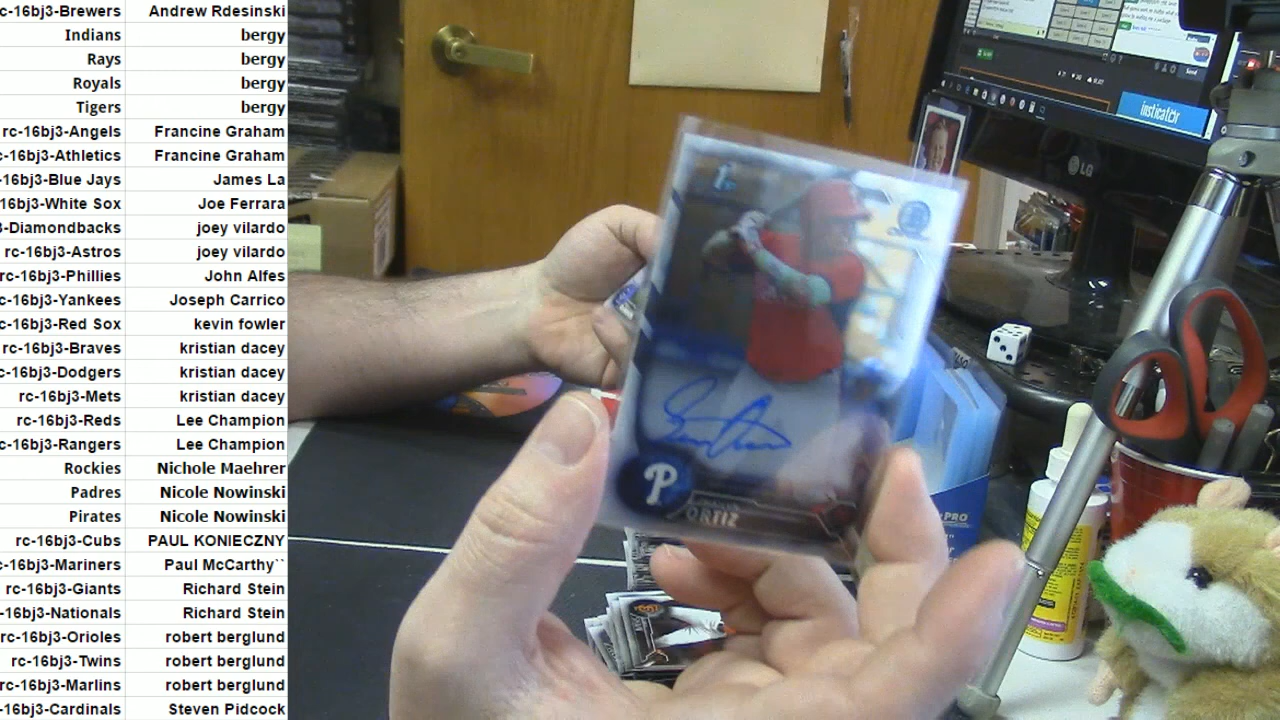 c-16bj3-Brewers Andrew Rdesinski
Indians bergy
Rays bergy
Royals bergy
Tigers bergy
rc-16bj3-Angels Francine Graham
c-16bj3-Athletics Francine Graham
-16bj3-Blue Jays James La
-16bj3-White Sox Joe Ferrara
3-Diamondbacks joey vilardo
rc-16bj3-Astros joey vilardo
rc-16bj3-Phillies John Alfes
c-16bj3-Yankees Joseph Carrico
c-16bj3-Red Sox kevin fowler
rc-16bj3-Braves kristian dacey
c-16bj3-Dodgers kristian dacey
rc-16bj3-Mets kristian dacey
rc-16bj3-Reds Lee Champion
c-16bj3-Rangers Lee Champion
Rockies Nichole Maehrer
Padres Nicole Nowinski
Pirates Nicole Nowinski
rc-16bj3-Cubs PAUL KONIECZNY
c-16bj3-Mariners Paul McCarthy``
rc-16bj3-Giants Richard Stein
-16bj3-Nationals Richard Stein
rc-16bj3-Orioles robert berglund
rc-16bj3-Twins robert berglund
rc-16bj3-Marlins robert berglund
-16bj3-Cardinals Steven Pidcock
P
ORTIZ
insticator
LG
PRO